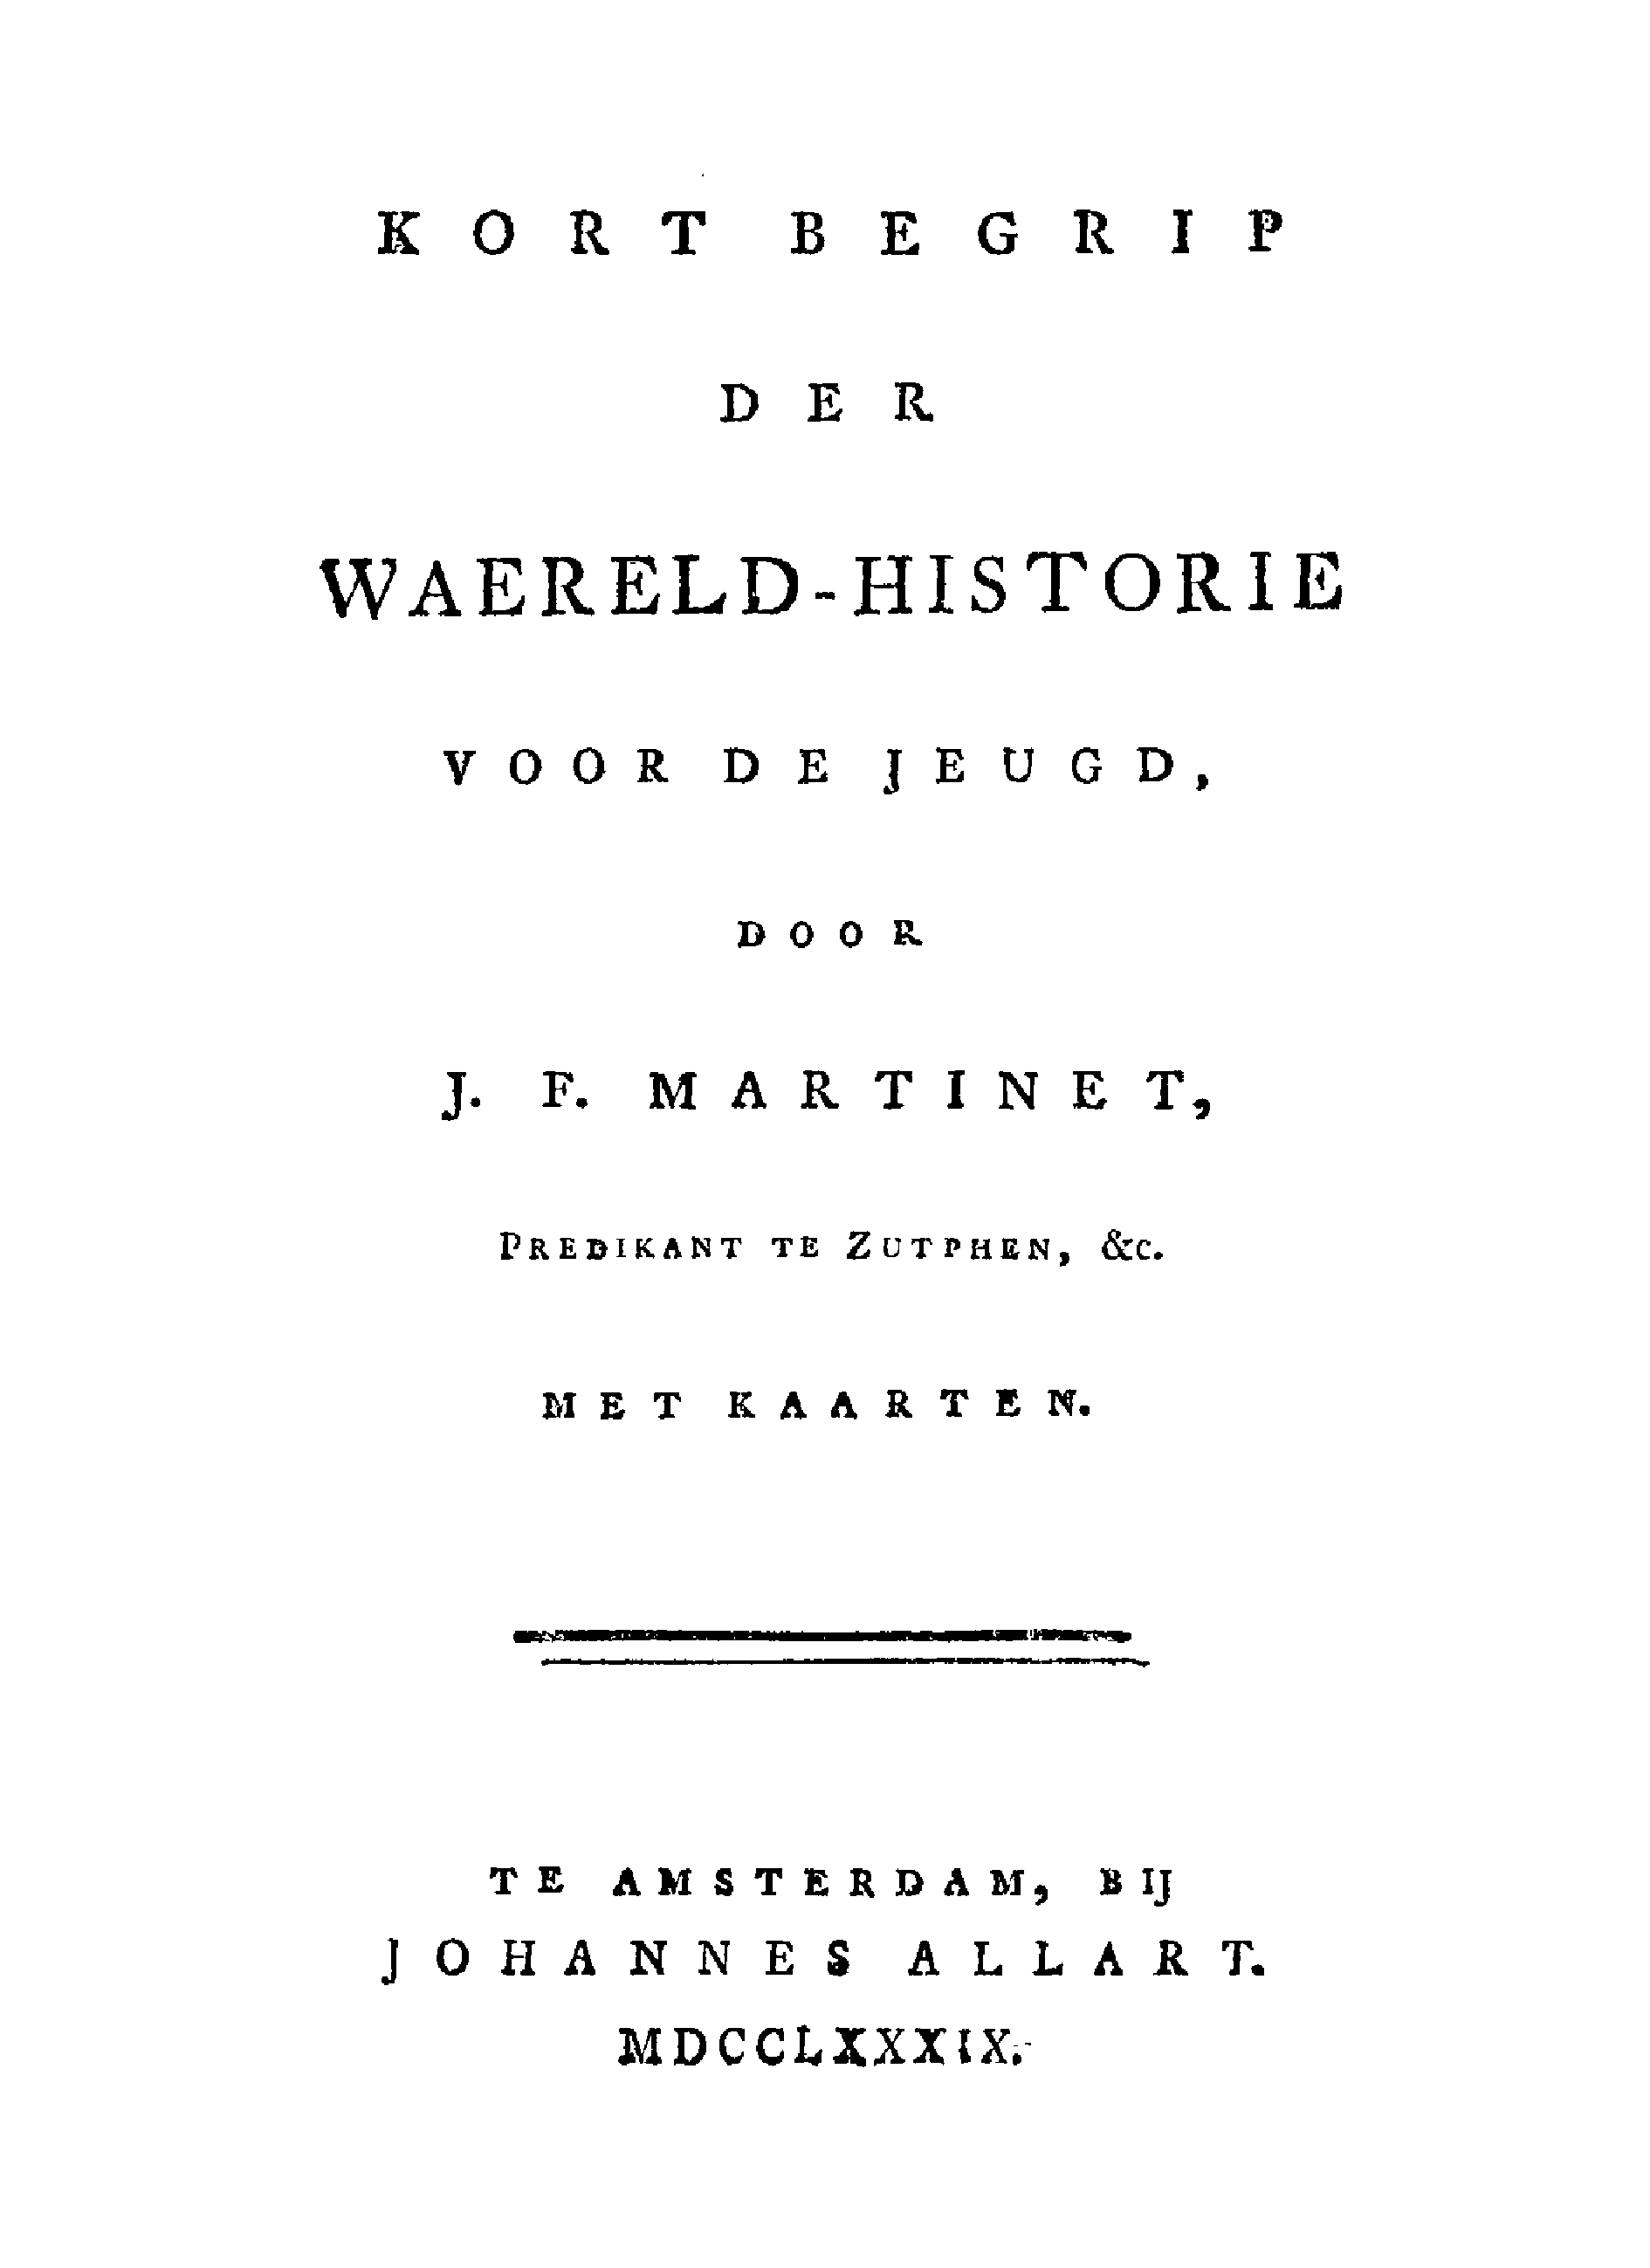 KORT BEGRIP
DER
WAERELD-HISTORIE
VOOR DE JEUGD,
DOOR
J. F. MARTINET,
PREDIKANT TE ZUTPHEN, &c.
MET KAARTEN.
TE AMSTERDAM, BIJ
JOHANNES ALLART.
MDCCLXXXIX.